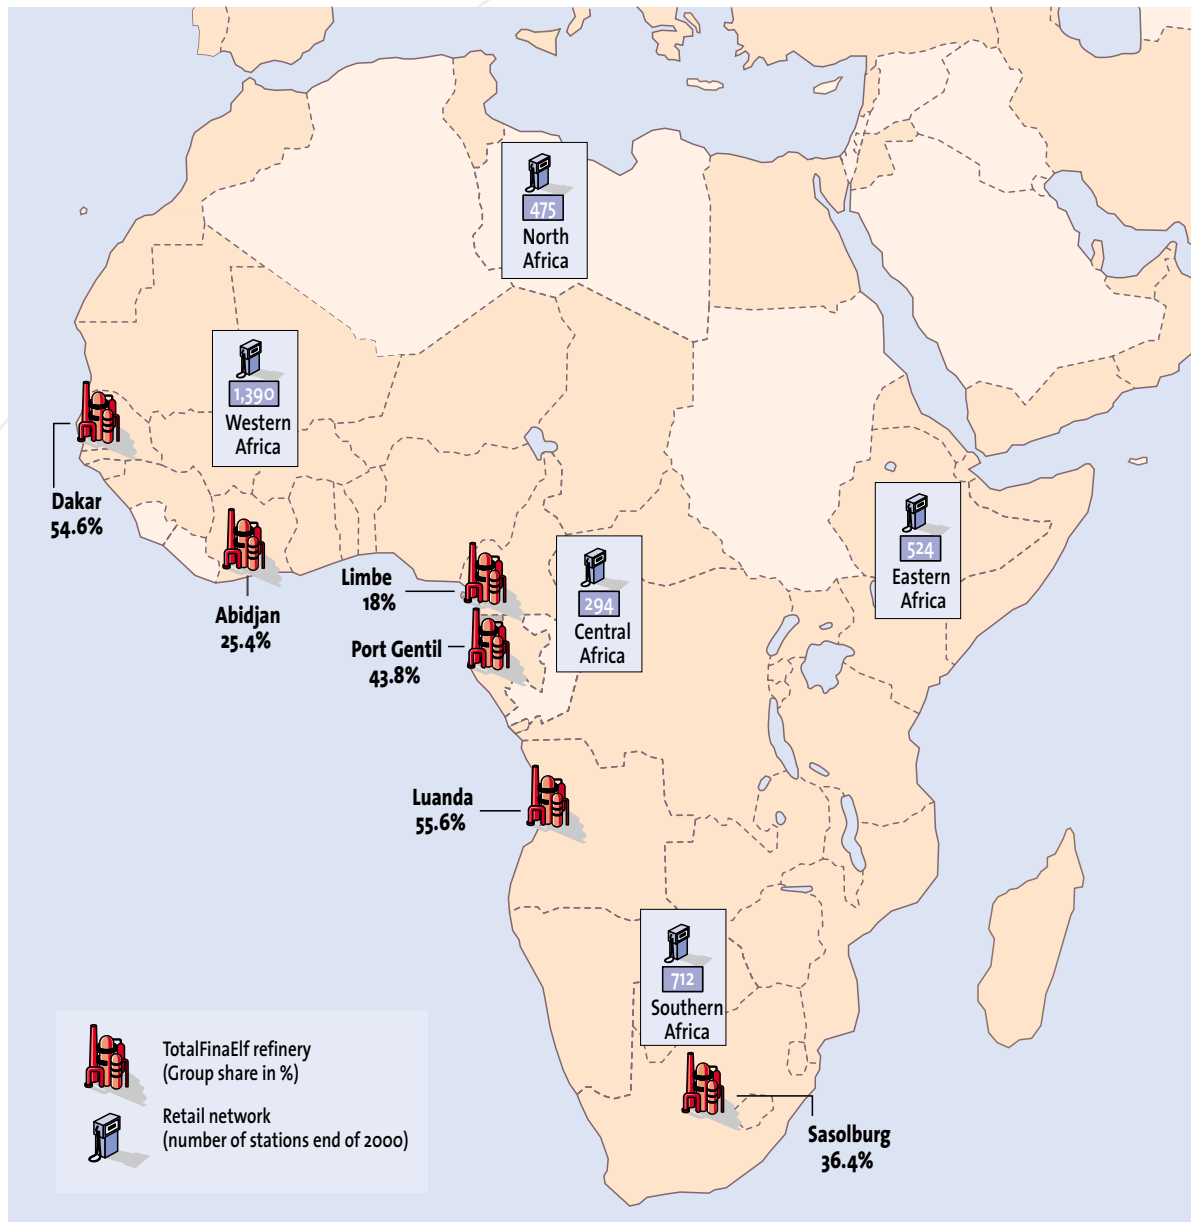 475
North
Africa
1,390
Western
Africa
Dakar
54.6%
Abidjan
25.4%
Limbe
18%
Port Gentil
43.8%
294
Central
Africa
524
Eastern
Africa
Luanda
55.6%
712
Southern
Africa
Sasolburg
36.4%
TotalFinaElf refinery
(Group share in %)
Retail network
(number of stations end of 2000)